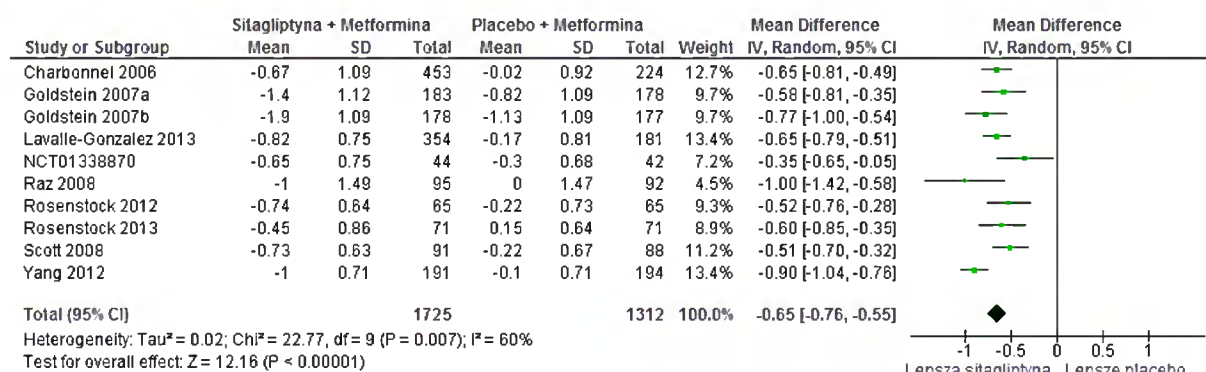 Sitagliptyna + Metformina Placebo + Metformina Mean Difference Mean Difference
Study or Subgroup Mean SD Total Mean SD Total Weight IV, Random, 95% CI IV, Random, 95% CI
Charbonnel 2006 -0.67 1.09 453 -0.02 0.92 224 12.7% -0.65 [-0.81, -0.49]
Goldstein 2007a -1.4 1.12 183 -0.82 1.09 178 9.7% -0.58 [-0.81, -0.35]
Goldstein 2007b -1.9 1.09 178 -1.13 1.09 177 9.7% -0.77 [-1.00, -0.54]
Lavalle-Gonzalez 2013 -0.82 0.75 354 -0.17 0.81 181 13.4% -0.65 [-0.79, -0.51]
NCT01338870 -0.65 0.75 44 -0.3 0.68 42 7.2% -0.35 [-0.65, -0.05]
Raz 2008 -1 1.49 95 0 1.47 92 4.5% -1.00 [-1.42, -0.58]
Rosenstock 2012 -0.74 0.64 65 -0.22 0.73 65 9.3% -0.52 [-0.76, -0.28]
Rosenstock 2013 -0.45 0.86 71 0.15 0.64 71 8.9% -0.60 [-0.85, -0.35]
Scott 2008 -0.73 0.63 91 -0.22 0.67 88 11.2% -0.51 [-0.70, -0.32]
Yang 2012 -1 0.71 191 -0.1 0.71 194 13.4% -0.90 [-1.04, -0.76]
Total (95% CI) 1725 1312 100.0% -0.65 [-0.76, -0.55]
Heterogeneity: Tau² = 0.02; Chi² = 22.77, df = 9 (P = 0.007); I² = 60%
Test for overall effect: Z = 12.16 (P < 0.00001)
-1 -0.5 0 0.5 1
Lepsza sitagliptyna Lepsze placebo